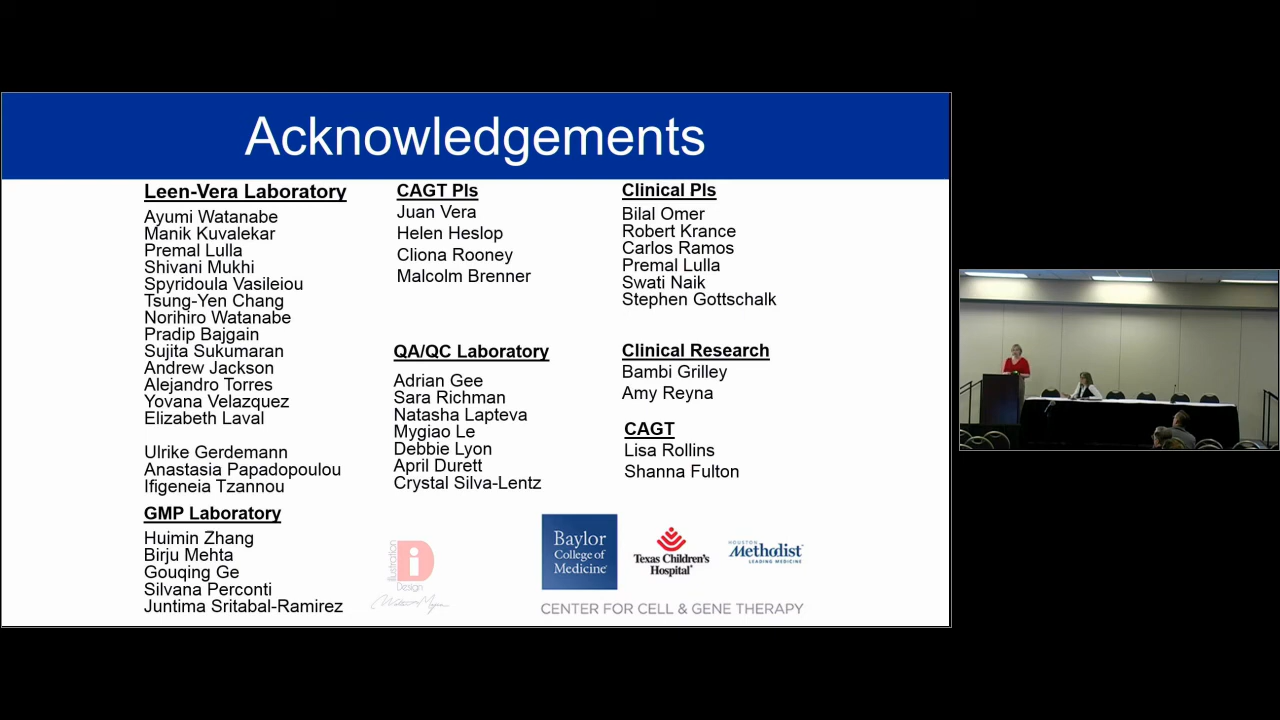 Acknowledgements
Leen-Vera Laboratory
Ayumi Watanabe
Manik Kuvalekar
Premal Lulla
Shivani Mukhi
Spyridoula Vasileiou
Tsung-Yen Chang
Norihiro Watanabe
Pradip Bajgain
Sujita Sukumaran
Andrew Jackson
Alejandro Torres
Yovana Velazquez
Elizabeth Laval
Ulrike Gerdemann
Anastasia Papadopoulou
Ifigeneia Tzannou
GMP Laboratory
Huimin Zhang
Birju Mehta
Gouqing Ge
Silvana Perconti
Juntima Sritabal-Ramirez
CAGT PIs
Juan Vera
Helen Heslop
Cliona Rooney
Malcolm Brenner
QA/QC Laboratory
Adrian Gee
Sara Richman
Natasha Lapteva
Mygiao Le
Debbie Lyon
April Durett
Crystal Silva-Lentz
Clinical PIs
Bilal Omer
Robert Krance
Carlos Ramos
Premal Lulla
Swati Naik
Stephen Gottschalk
Clinical Research
Bambi Grilley
Amy Reyna
CAGT
Lisa Rollins
Shanna Fulton
illustration
Di
Design
Baylor
College of
Medicine
Texas Children's
Hospital
HOUSTON
Methodist
LEADING MEDICINE
CENTER FOR CELL & GENE THERAPY